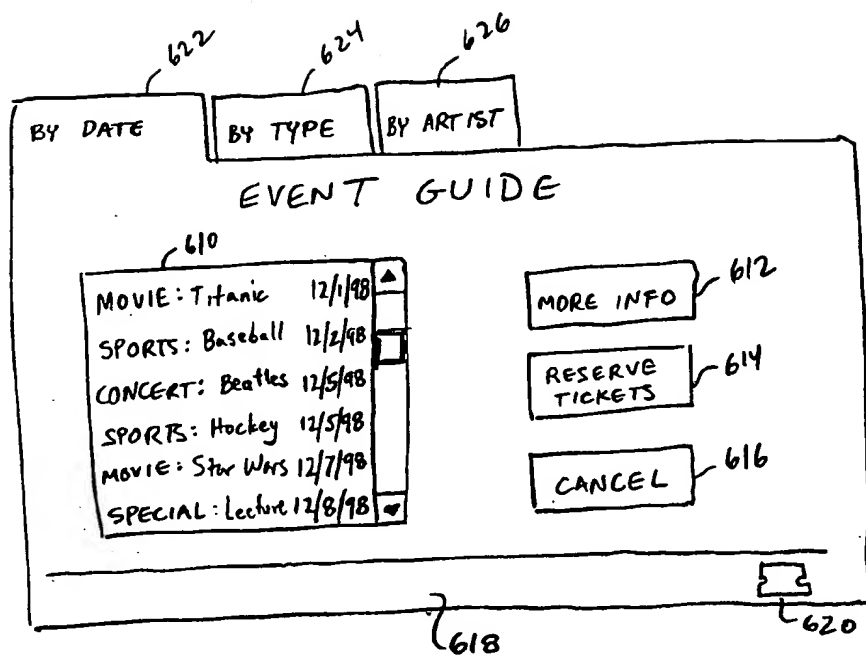 622
624
626
BY DATE
BY TYPE
BY ARTIST
EVENT GUIDE
610
MOVIE: Titanic 12/1/98
SPORTS: Baseball 12/2/98
CONCERT: Beatles 12/5/98
SPORTS: Hockey 12/5/98
MOVIE: Star Wars 12/7/98
SPECIAL: Lecture 12/8/98
MORE INFO
612
RESERVE
TICKETS
614
CANCEL
616
618
620